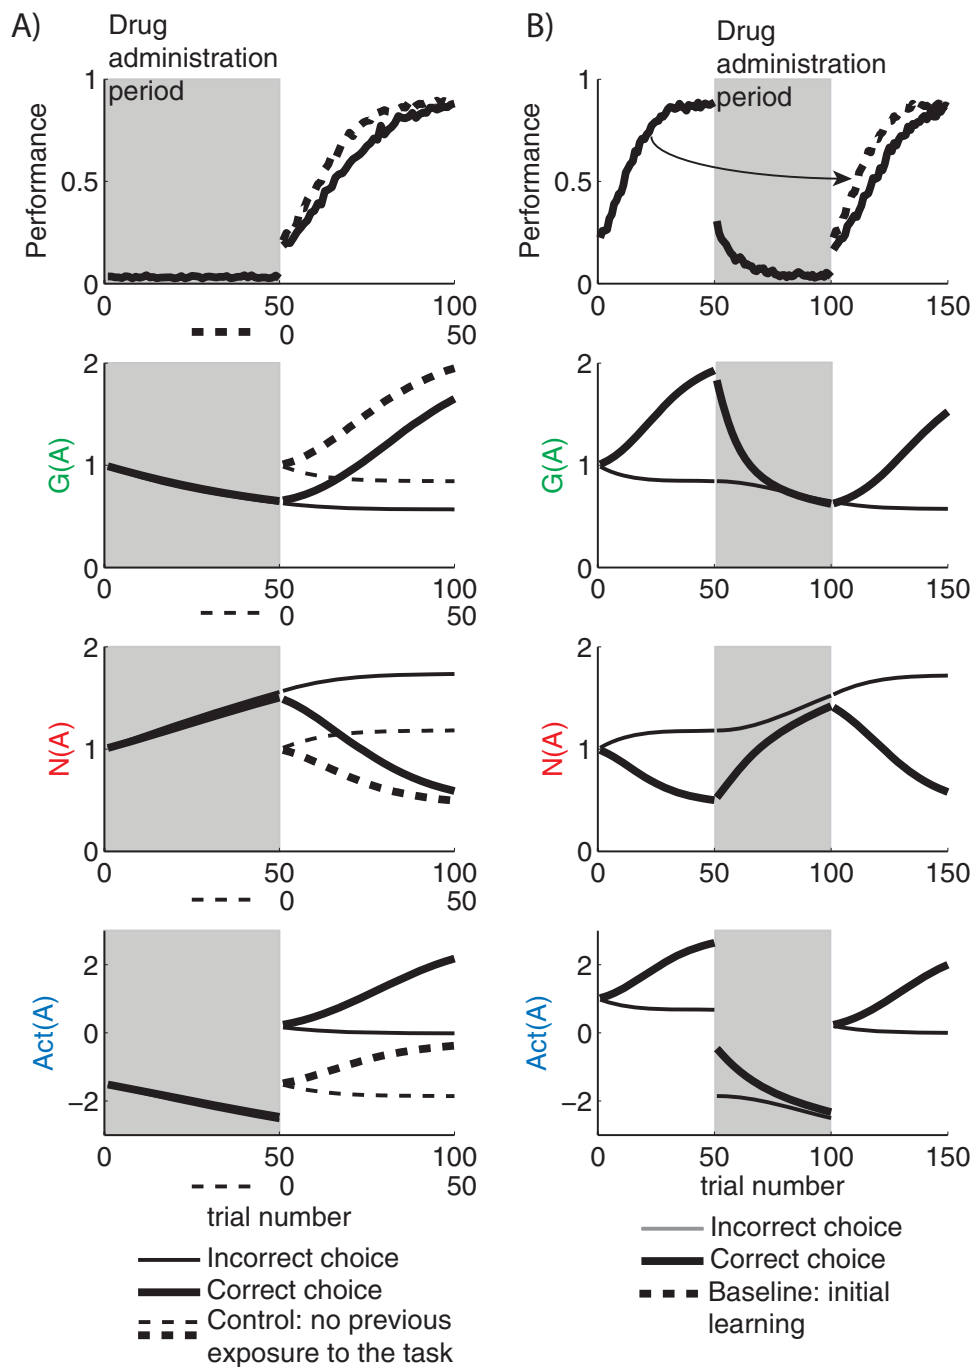 A)
Drug
administration
period
Performance
1
0.5
0
0 50 100
0 50
G(A)
2
1
0
0 50 100
0 50
N(A)
2
1
0
0 50 100
0 50
Act(A)
2
0
−2
0 50 100
0 50
trial number
Incorrect choice
Correct choice
Control: no previous
exposure to the task
B)
Drug
administration
period
Performance
1
0.5
0
0 50 100 150
G(A)
2
1
0
0 50 100 150
N(A)
2
1
0
0 50 100 150
Act(A)
2
0
−2
0 50 100 150
trial number
Incorrect choice
Correct choice
Baseline: initial
learning